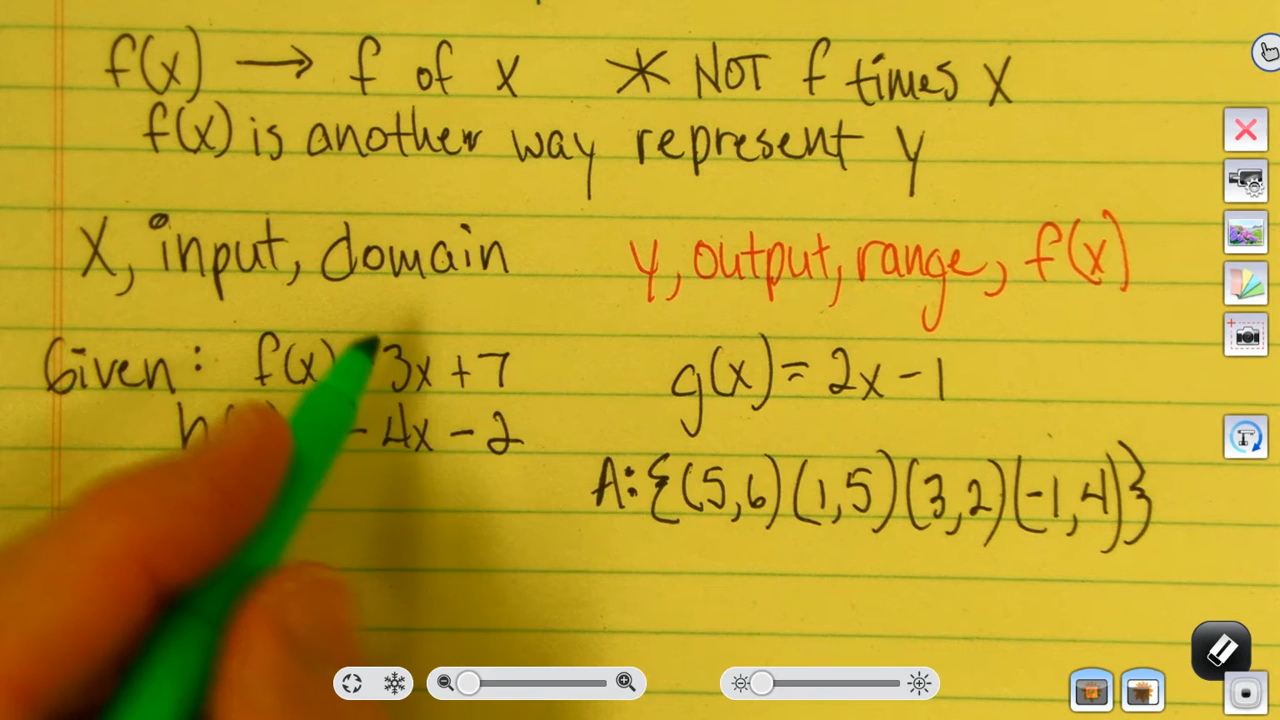 f(x) → f of x * NOT f times X
f(x) is another way represent y
X, input, domain y, output, range, f(x)
Given: f(x) 3x + 7 g(x) = 2x - 1
- 4x - 2
A: {(5,6)(1,5)(3,2)(-1,4)}